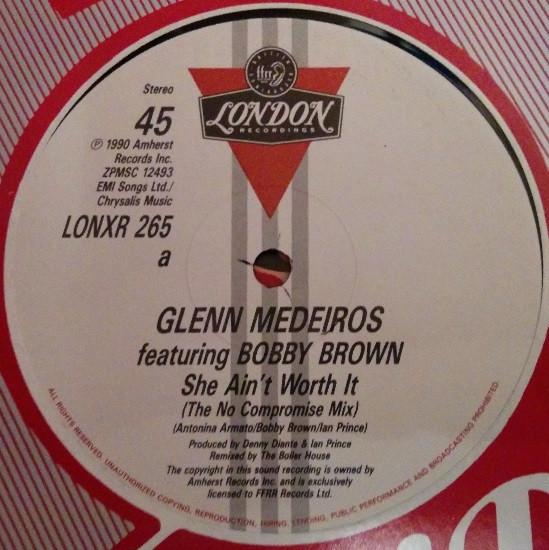 Stereo
45
℗ 1990 Amherst
Records Inc.
ZPMSC 12493
EMI Songs Ltd./
Chrysalis Music
LONXR 265
a
ffrr
LONDON
RECORDINGS
GLENN MEDEIROS
featuring BOBBY BROWN
She Ain't Worth It
(The No Compromise Mix)
(Antonina Armato/Bobby Brown/Ian Prince)
Produced by Denny Diante & Ian Prince
Remixed by The Boiler House
The copyright in this sound recording is owned by
Amherst Records Inc. and is exclusively
licensed to FFRR Records Ltd.
ALL RIGHTS RESERVED. UNAUTHORIZED COPYING, REPRODUCTION, HIRING, LENDING, PUBLIC PERFORMANCE AND BROADCASTING PROHIBITED.